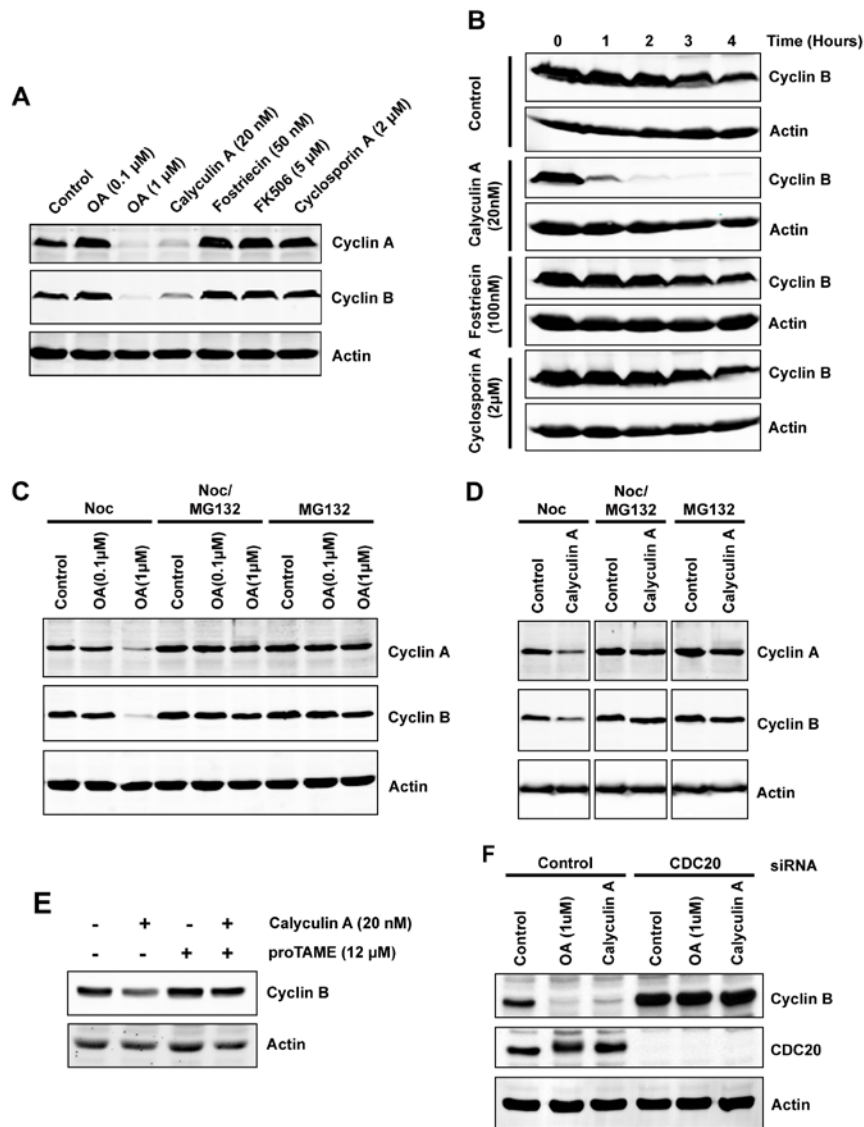 A
Control
OA (0.1 µM)
OA (1 µM)
Calyculin A (20 nM)
Fostriecin (50 nM)
FK506 (5 µM)
Cyclosporin A (2 µM)
Cyclin A
Cyclin B
Actin
B
0 1 2 3 4 Time (Hours)
Control
Cyclin B
Actin
Calyculin A
(20nM)
Cyclin B
Actin
Fostriecin
(100nM)
Cyclin B
Actin
Cyclosporin A
(2µM)
Cyclin B
Actin
C
Noc
Noc/
MG132
MG132
Control
OA(0.1µM)
OA(1µM)
Control
OA(0.1µM)
OA(1µM)
Control
OA(0.1µM)
OA(1µM)
Cyclin A
Cyclin B
Actin
D
Noc
Noc/
MG132
MG132
Control
Calyculin A
Control
Calyculin A
Control
Calyculin A
Cyclin A
Cyclin B
Actin
E
- + - + Calyculin A (20 nM)
- - + + proTAME (12 µM)
Cyclin B
Actin
F
Control CDC20 siRNA
Control
OA (1uM)
Calyculin A
Control
OA (1uM)
Calyculin A
Cyclin B
CDC20
Actin